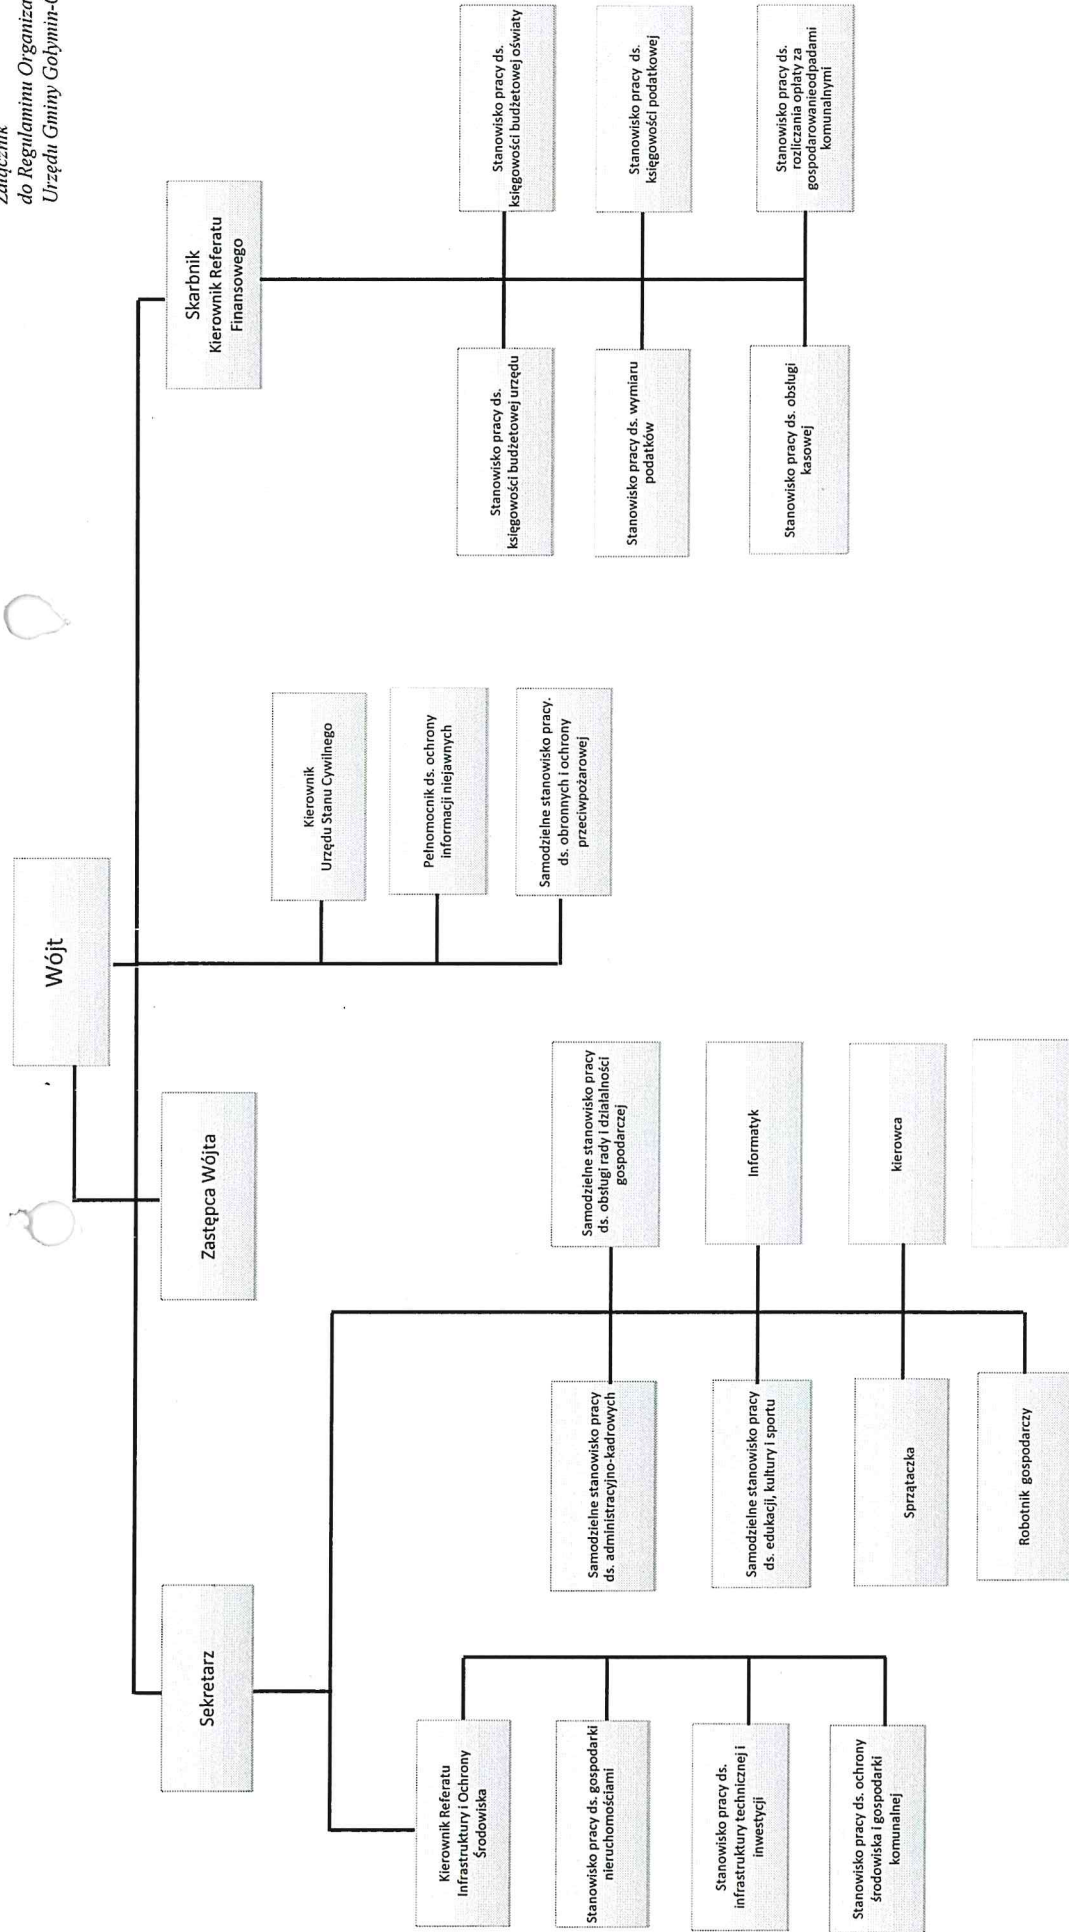 Załącznik
do Regulaminu
Urzędu Gminy
Wójt
Zastępca Wójta
Sekretarz
Skarbnik
Kierownik Referatu
Finansowego
Kierownik
Urzędu Stanu Cywilnego
Pełnomocnik ds. ochrony
informacji niejawnych
Samodzielne stanowisko pracy.
ds. obronnych i ochrony
przeciwpożarowej
Kierownik Referatu
Infrastruktury i Ochrony
Środowiska
Stanowisko pracy ds. gospodarki
nieruchomościami
Stanowisko pracy ds.
infrastruktury technicznej i
inwestycji
Stanowisko pracy ds. ochrony
środowiska i gospodarki
komunalnej
Samodzielne stanowisko pracy
ds. administracyjno-kadrowych
Samodzielne stanowisko pracy
ds. obsługi rady i działalności
gospodarczej
Samodzielne stanowisko pracy
ds. edukacji, kultury i sportu
Informatyk
Sprzątaczka
kierowca
Robotnik gospodarczy
Stanowisko pracy ds.
księgowości budżetowej urzędu
Stanowisko pracy ds.
księgowości budżetowej oświaty
Stanowisko pracy ds. wymiaru
podatków
Stanowisko pracy ds.
księgowości podatkowej
Stanowisko pracy ds. obsługi
kasowej
Stanowisko pracy ds.
rozliczania opłaty za
gospodarowanieodpadami
komunalnymi